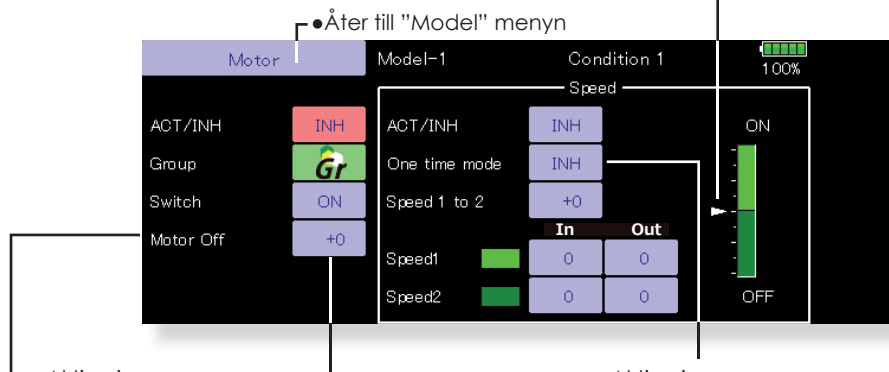 ●Åter till ”Model” menyn
Motor Model-1 Condition 1 100%
Speed
ACT/INH INH ACT/INH INH ON
Group Gr One time mode INH
Switch ON Speed 1 to 2 +0
Motor Off +0 In Out
Speed1 0 0
Speed2 0 0 OFF